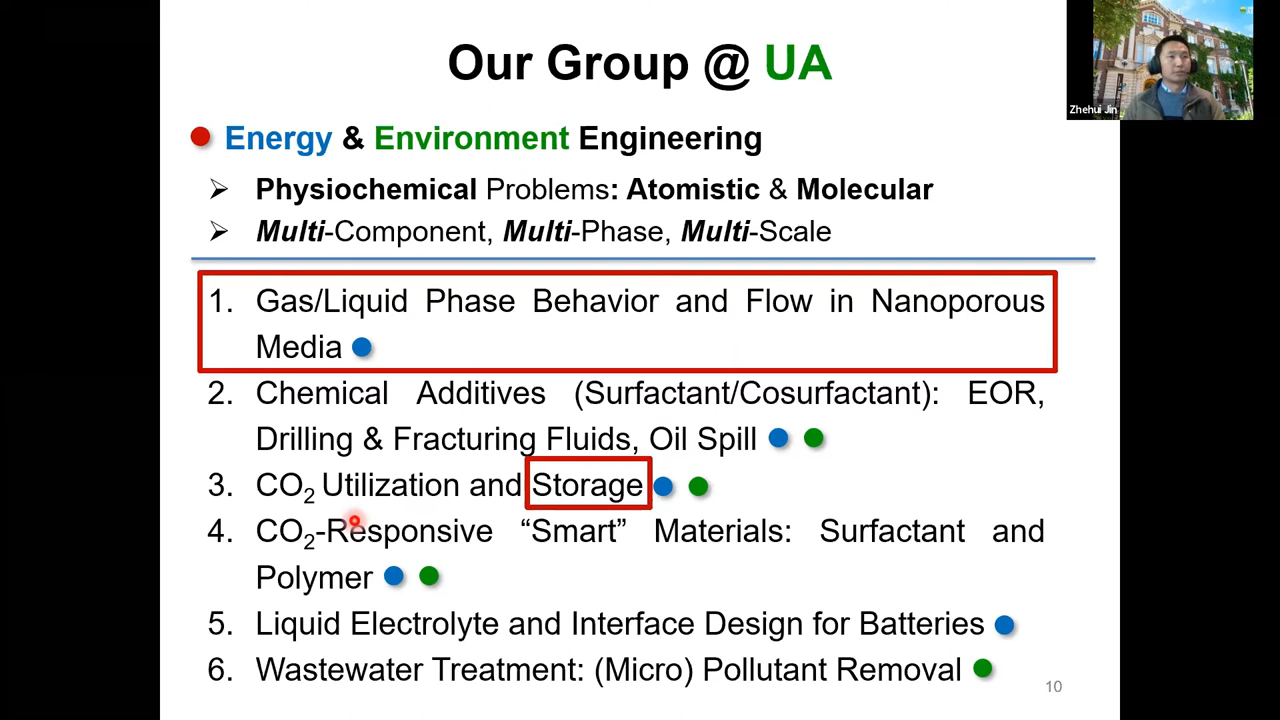 Our Group @ UA
Zhehui Jin
Energy & Environment Engineering
Physiochemical Problems: Atomistic & Molecular
Multi-Component, Multi-Phase, Multi-Scale
1. Gas/Liquid Phase Behavior and Flow in Nanoporous
Media
2. Chemical Additives (Surfactant/Cosurfactant): EOR,
Drilling & Fracturing Fluids, Oil Spill
3. CO2 Utilization and Storage
4. CO2-Responsive “Smart” Materials: Surfactant and
Polymer
5. Liquid Electrolyte and Interface Design for Batteries
6. Wastewater Treatment: (Micro) Pollutant Removal
10